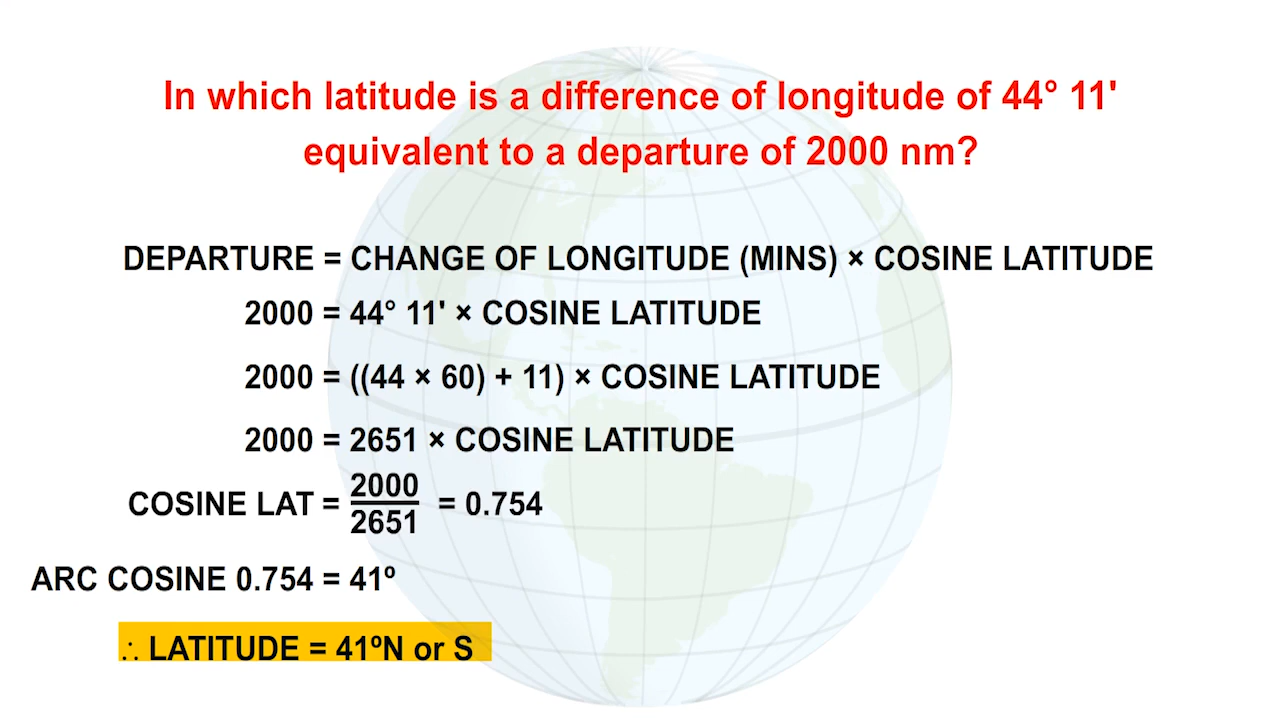 In which latitude is a difference of longitude of 44° 11'
equivalent to a departure of 2000 nm?
DEPARTURE = CHANGE OF LONGITUDE (MINS) × COSINE LATITUDE
2000 = 44° 11' × COSINE LATITUDE
2000 = ((44 × 60) + 11) × COSINE LATITUDE
2000 = 2651 × COSINE LATITUDE
COSINE LAT = 2000/2651 = 0.754
ARC COSINE 0.754 = 41º
∴ LATITUDE = 41ºN or S